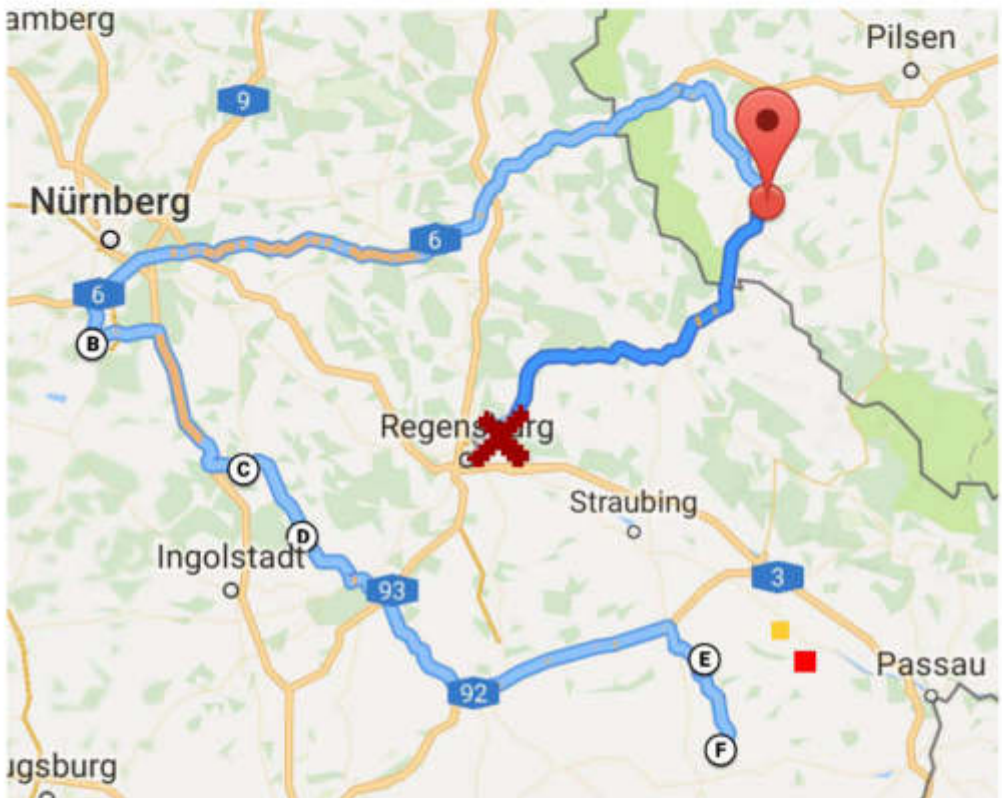 amberg
Pilsen
9
Nürnberg
6
6
B
Regensburg
C
Straubing
D
Ingolstadt
3
93
E
Passau
92
F
ugsburg